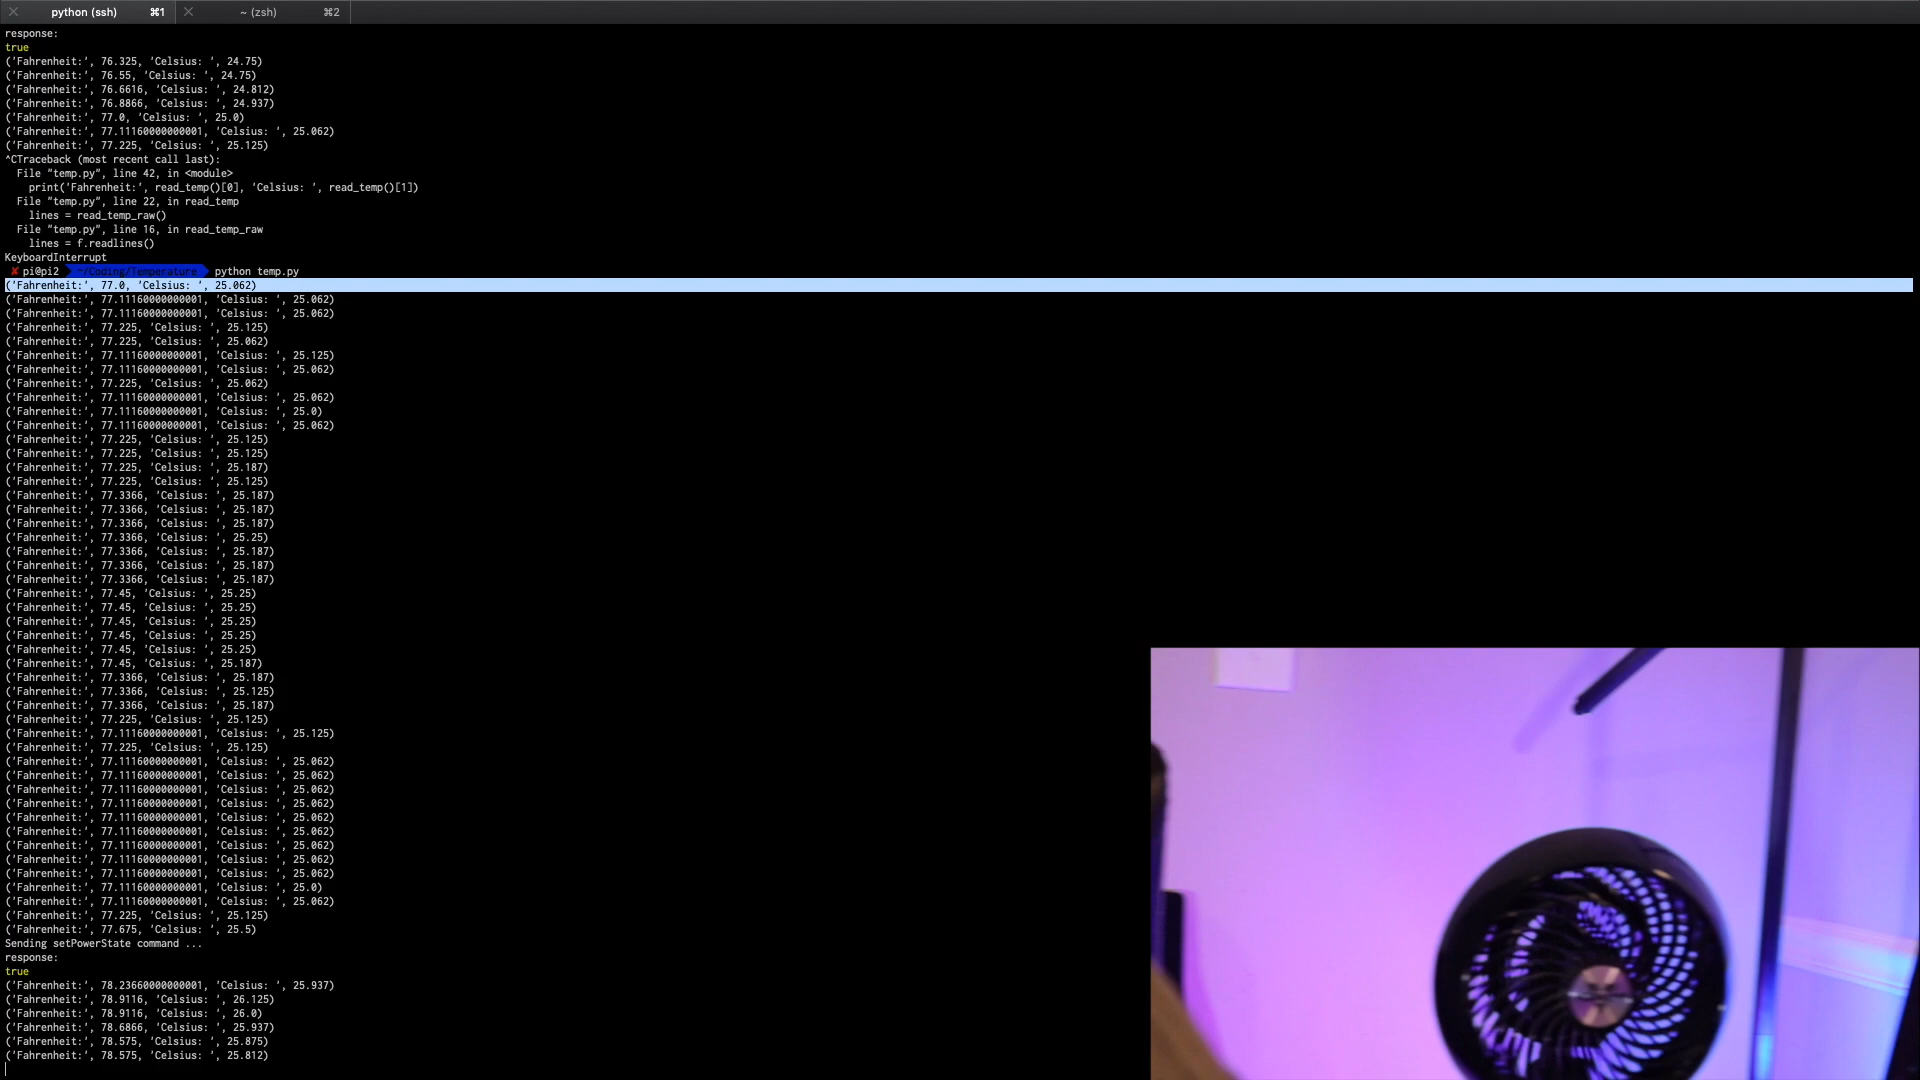 python (ssh) ⌘1 ~ (zsh) ⌘2
response:
true
('Fahrenheit:', 76.325, 'Celsius: ', 24.75)
('Fahrenheit:', 76.55, 'Celsius: ', 24.75)
('Fahrenheit:', 76.6616, 'Celsius: ', 24.812)
('Fahrenheit:', 76.8866, 'Celsius: ', 24.937)
('Fahrenheit:', 77.0, 'Celsius: ', 25.0)
('Fahrenheit:', 77.11160000000001, 'Celsius: ', 25.062)
('Fahrenheit:', 77.225, 'Celsius: ', 25.125)
^CTraceback (most recent call last):
  File "temp.py", line 42, in <module>
    print('Fahrenheit:', read_temp()[0], 'Celsius: ', read_temp()[1])
  File "temp.py", line 22, in read_temp
    lines = read_temp_raw()
  File "temp.py", line 16, in read_temp_raw
    lines = f.readlines()
KeyboardInterrupt
✘ pi@pi2 ~/Coding/Temperature python temp.py
('Fahrenheit:', 77.0, 'Celsius: ', 25.062)
('Fahrenheit:', 77.11160000000001, 'Celsius: ', 25.062)
('Fahrenheit:', 77.11160000000001, 'Celsius: ', 25.062)
('Fahrenheit:', 77.225, 'Celsius: ', 25.125)
('Fahrenheit:', 77.225, 'Celsius: ', 25.062)
('Fahrenheit:', 77.11160000000001, 'Celsius: ', 25.125)
('Fahrenheit:', 77.11160000000001, 'Celsius: ', 25.062)
('Fahrenheit:', 77.225, 'Celsius: ', 25.062)
('Fahrenheit:', 77.11160000000001, 'Celsius: ', 25.062)
('Fahrenheit:', 77.11160000000001, 'Celsius: ', 25.0)
('Fahrenheit:', 77.11160000000001, 'Celsius: ', 25.062)
('Fahrenheit:', 77.225, 'Celsius: ', 25.125)
('Fahrenheit:', 77.225, 'Celsius: ', 25.125)
('Fahrenheit:', 77.225, 'Celsius: ', 25.187)
('Fahrenheit:', 77.225, 'Celsius: ', 25.125)
('Fahrenheit:', 77.3366, 'Celsius: ', 25.187)
('Fahrenheit:', 77.3366, 'Celsius: ', 25.187)
('Fahrenheit:', 77.3366, 'Celsius: ', 25.187)
('Fahrenheit:', 77.3366, 'Celsius: ', 25.25)
('Fahrenheit:', 77.3366, 'Celsius: ', 25.187)
('Fahrenheit:', 77.3366, 'Celsius: ', 25.187)
('Fahrenheit:', 77.3366, 'Celsius: ', 25.187)
('Fahrenheit:', 77.45, 'Celsius: ', 25.25)
('Fahrenheit:', 77.45, 'Celsius: ', 25.25)
('Fahrenheit:', 77.45, 'Celsius: ', 25.25)
('Fahrenheit:', 77.45, 'Celsius: ', 25.25)
('Fahrenheit:', 77.45, 'Celsius: ', 25.25)
('Fahrenheit:', 77.45, 'Celsius: ', 25.187)
('Fahrenheit:', 77.3366, 'Celsius: ', 25.187)
('Fahrenheit:', 77.3366, 'Celsius: ', 25.125)
('Fahrenheit:', 77.3366, 'Celsius: ', 25.187)
('Fahrenheit:', 77.225, 'Celsius: ', 25.125)
('Fahrenheit:', 77.11160000000001, 'Celsius: ', 25.125)
('Fahrenheit:', 77.225, 'Celsius: ', 25.125)
('Fahrenheit:', 77.11160000000001, 'Celsius: ', 25.062)
('Fahrenheit:', 77.11160000000001, 'Celsius: ', 25.062)
('Fahrenheit:', 77.11160000000001, 'Celsius: ', 25.062)
('Fahrenheit:', 77.11160000000001, 'Celsius: ', 25.062)
('Fahrenheit:', 77.11160000000001, 'Celsius: ', 25.062)
('Fahrenheit:', 77.11160000000001, 'Celsius: ', 25.062)
('Fahrenheit:', 77.11160000000001, 'Celsius: ', 25.062)
('Fahrenheit:', 77.11160000000001, 'Celsius: ', 25.062)
('Fahrenheit:', 77.11160000000001, 'Celsius: ', 25.062)
('Fahrenheit:', 77.11160000000001, 'Celsius: ', 25.0)
('Fahrenheit:', 77.11160000000001, 'Celsius: ', 25.062)
('Fahrenheit:', 77.225, 'Celsius: ', 25.125)
('Fahrenheit:', 77.675, 'Celsius: ', 25.5)
Sending setPowerState command ...
response:
true
('Fahrenheit:', 78.23660000000001, 'Celsius: ', 25.937)
('Fahrenheit:', 78.9116, 'Celsius: ', 26.125)
('Fahrenheit:', 78.9116, 'Celsius: ', 26.0)
('Fahrenheit:', 78.6866, 'Celsius: ', 25.937)
('Fahrenheit:', 78.575, 'Celsius: ', 25.875)
('Fahrenheit:', 78.575, 'Celsius: ', 25.812)